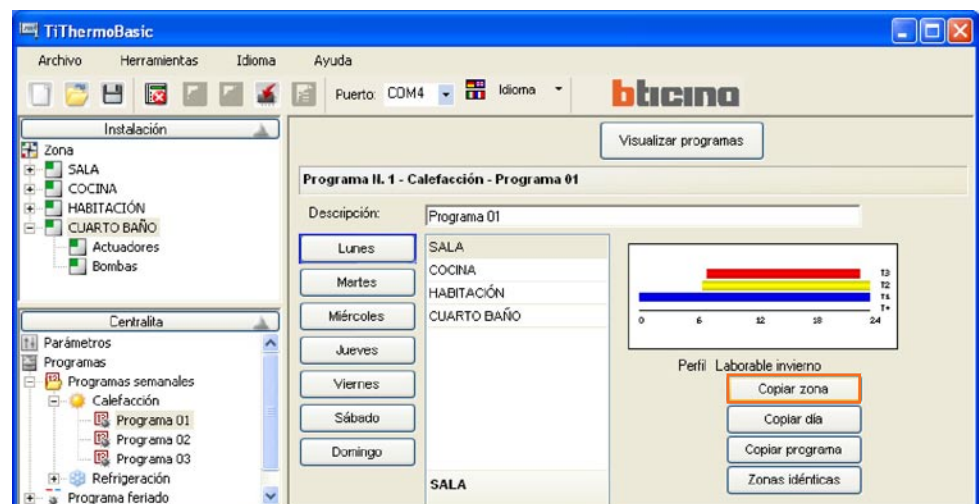 TiThermoBasic
Archivo Herramientas Idioma Ayuda
Puerto: COM4 Idioma bticino
Instalación
Zona
SALA
COCINA
HABITACIÓN
CUARTO BAÑO
Actuadores
Bombas
Centralita
Parámetros
Programas
Programas semanales
Calefacción
Programa 01
Programa 02
Programa 03
Refrigeración
Programa feriado
Visualizar programas
Programa N. 1 - Calefacción - Programa 01
Descripción: Programa 01
Lunes
Martes
Miércoles
Jueves
Viernes
Sábado
Domingo
SALA
COCINA
HABITACIÓN
CUARTO BAÑO
SALA
T3
T2
T1
T+
0 6 12 18 24
Perfil Laborable invierno
Copiar zona
Copiar día
Copiar programa
Zonas idénticas